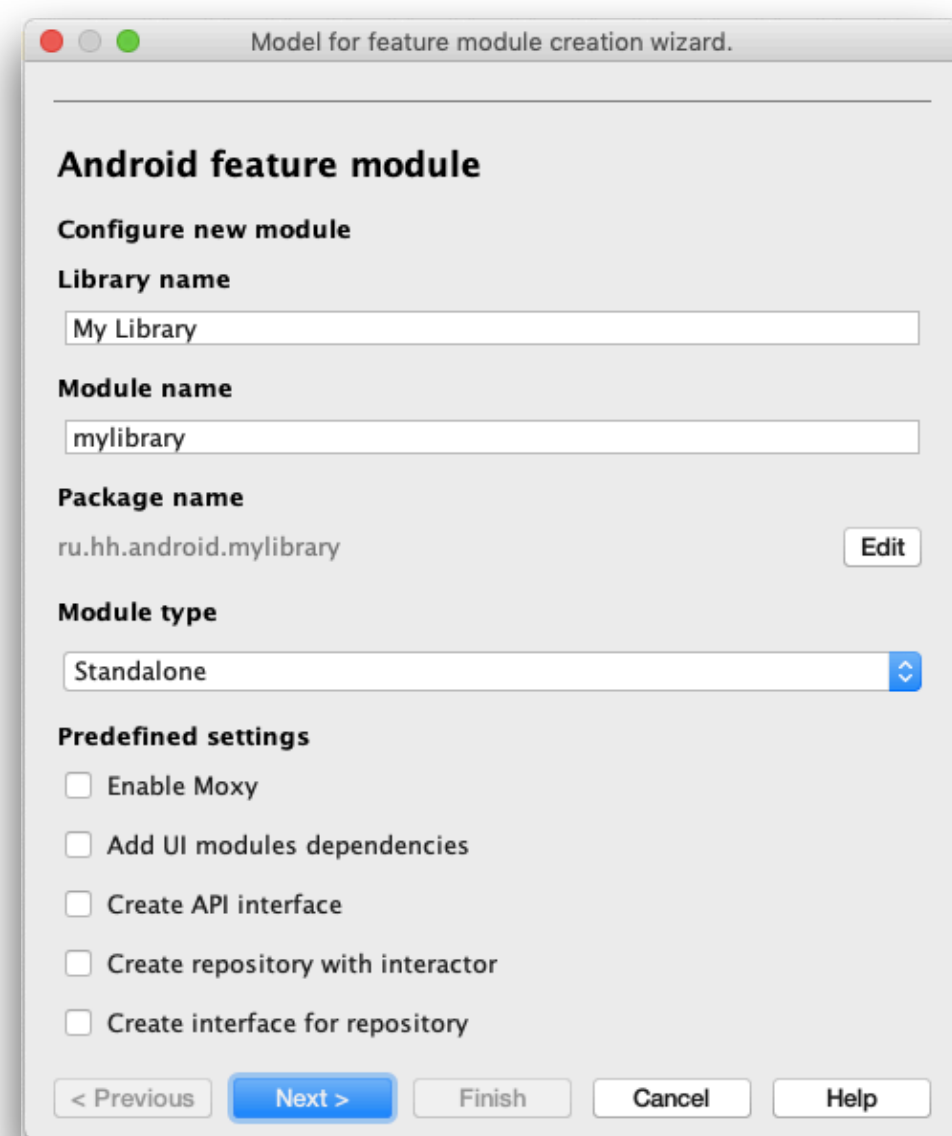 Model for feature module creation wizard.
Android feature module
Configure new module
Library name
My Library
Module name
mylibrary
Package name
ru.hh.android.mylibrary
Edit
Module type
Standalone
Predefined settings
Enable Moxy
Add UI modules dependencies
Create API interface
Create repository with interactor
Create interface for repository
< Previous Next > Finish Cancel Help